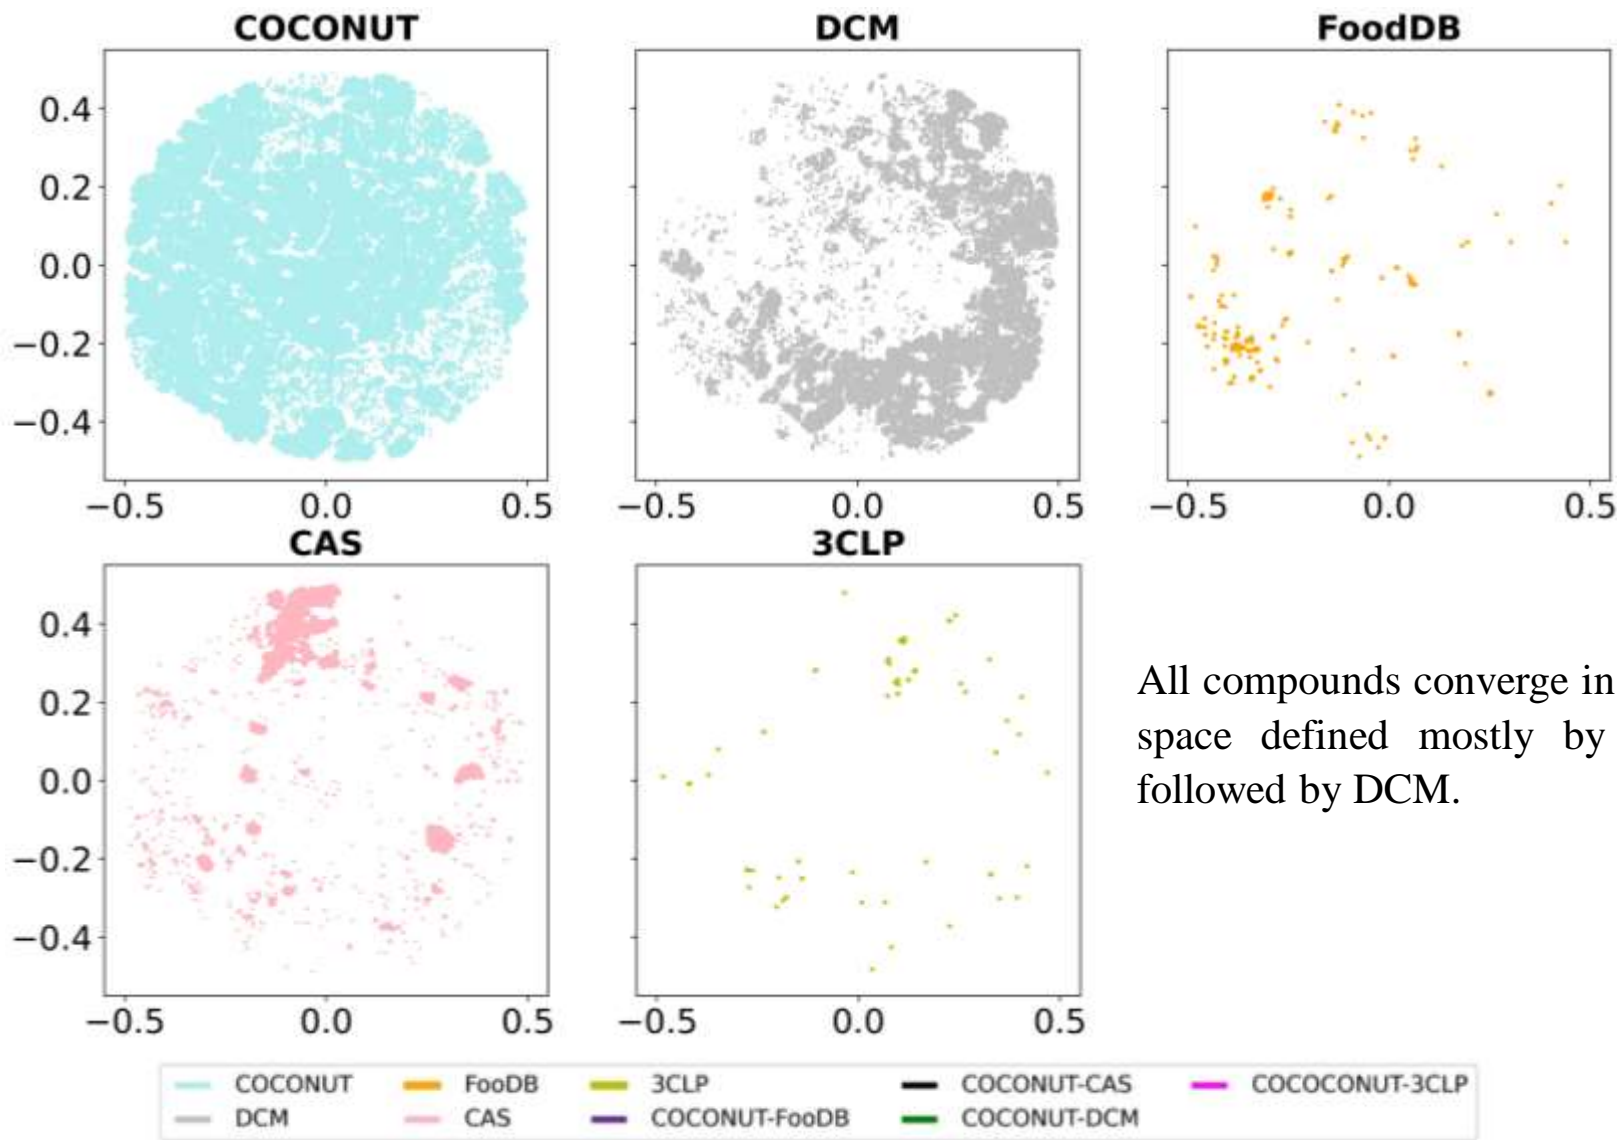 COCONUT
DCM
FoodDB
0.4
0.2
0.0
−0.2
−0.4
−0.5 0.0 0.5
−0.5 0.0 0.5
−0.5 0.0 0.5
CAS
3CLP
0.4
0.2
0.0
−0.2
−0.4
−0.5 0.0 0.5
−0.5 0.0 0.5
All compounds converge in
space defined mostly by
followed by DCM.
COCONUT FooDB 3CLP COCONUT-CAS COCOCONUT-3CLP
DCM CAS COCONUT-FooDB COCONUT-DCM